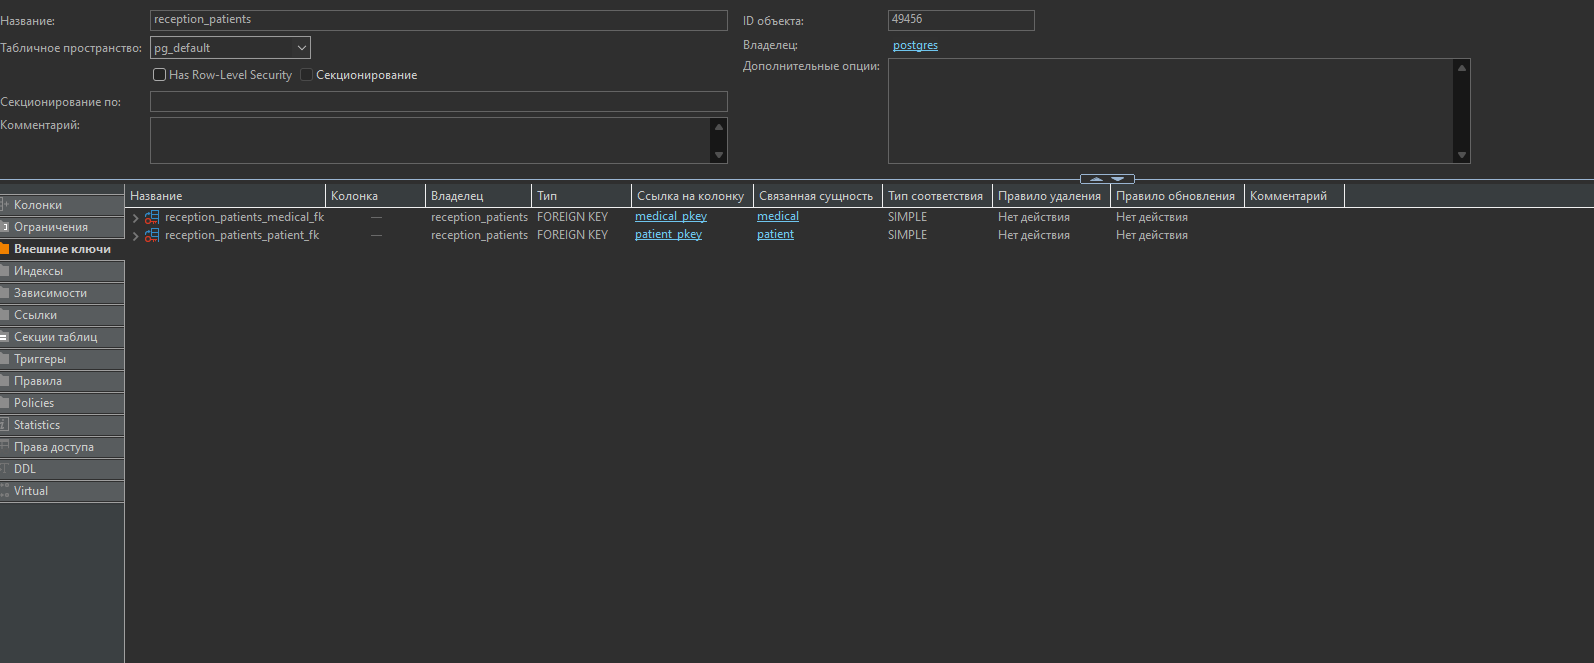 Название: reception_patients
Табличное пространство: pg_default
Has Row-Level Security Секционирование
Секционирование по:
Комментарий:
ID объекта: 49456
Владелец: postgres
Дополнительные опции:
Колонки
Ограничения
Внешние ключи
Индексы
Зависимости
Ссылки
Секции таблиц
Триггеры
Правила
Policies
Statistics
Права доступа
DDL
Virtual
Название Колонка Владелец Тип Ссылка на колонку Связанная сущность Тип соответствия Правило удаления Правило обновления Комментарий
reception_patients_medical_fk — reception_patients FOREIGN KEY medical_pkey medical SIMPLE Нет действия Нет действия
reception_patients_patient_fk — reception_patients FOREIGN KEY patient_pkey patient SIMPLE Нет действия Нет действия